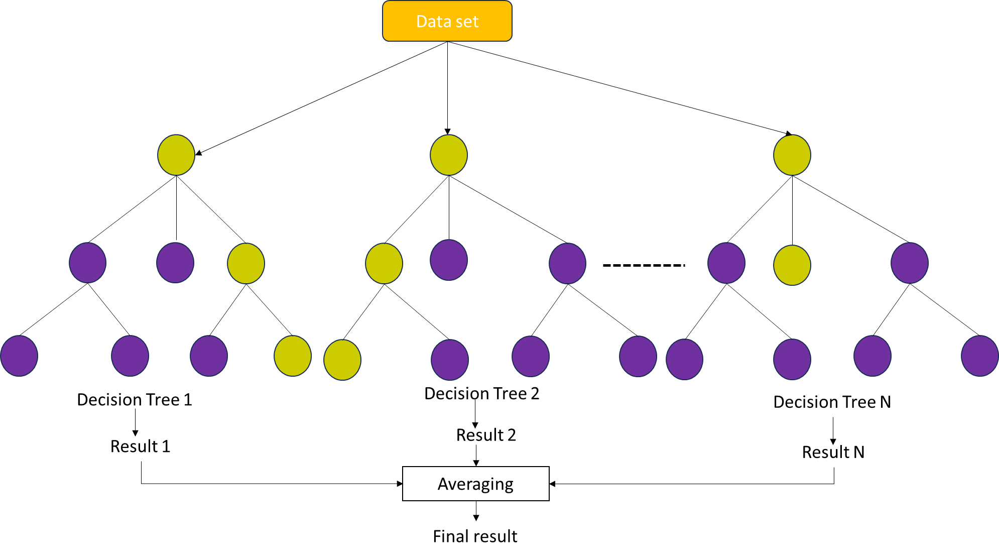 Data set
Decision Tree 1
Decision Tree 2
Decision Tree N
Result 1
Result 2
Result N
Averaging
Final result